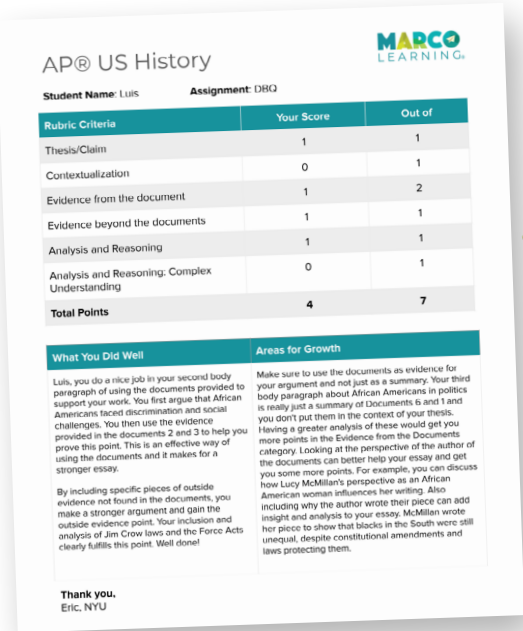 MARCO
LEARNING
AP® US History
Student Name: Luis Assignment: DBQ
Rubric Criteria Your Score Out of
Thesis/Claim 1 1
Contextualization 0 1
Evidence from the document 1 2
Evidence beyond the documents 1 1
Analysis and Reasoning 1 1
Analysis and Reasoning: Complex
Understanding 0 1
Total Points 4 7
What You Did Well
Luis, you do a nice job in your second body
paragraph of using the documents provided to
support your work. You first argue that African
Americans faced discrimination and social
challenges. You then use the evidence
provided in the documents 2 and 3 to help you
prove this point. This is an effective way of
using the documents and it makes for a
stronger essay.
By including specific pieces of outside
evidence not found in the documents, you
make a stronger argument and gain the
outside evidence point. Your inclusion and
analysis of Jim Crow laws and the Force Acts
clearly fulfills this point. Well done!
Areas for Growth
Make sure to use the documents as evidence for
your argument and not just as a summary. Your third
body paragraph about African Americans in politics
is really just a summary of Documents 6 and 1 and
you don't put them in the context of your thesis.
Having a greater analysis of these would get you
more points in the Evidence from the Documents
category. Looking at the perspective of the author of
the documents can better help your essay and get
you some more points. For example, you can discuss
how Lucy McMillan's perspective as an African
American woman influences her writing. Also
including why the author wrote their piece can add
insight and analysis to your essay. McMillan wrote
her piece to show that blacks in the South were still
unequal, despite constitutional amendments and
laws protecting them.
Thank you,
Eric, NYU